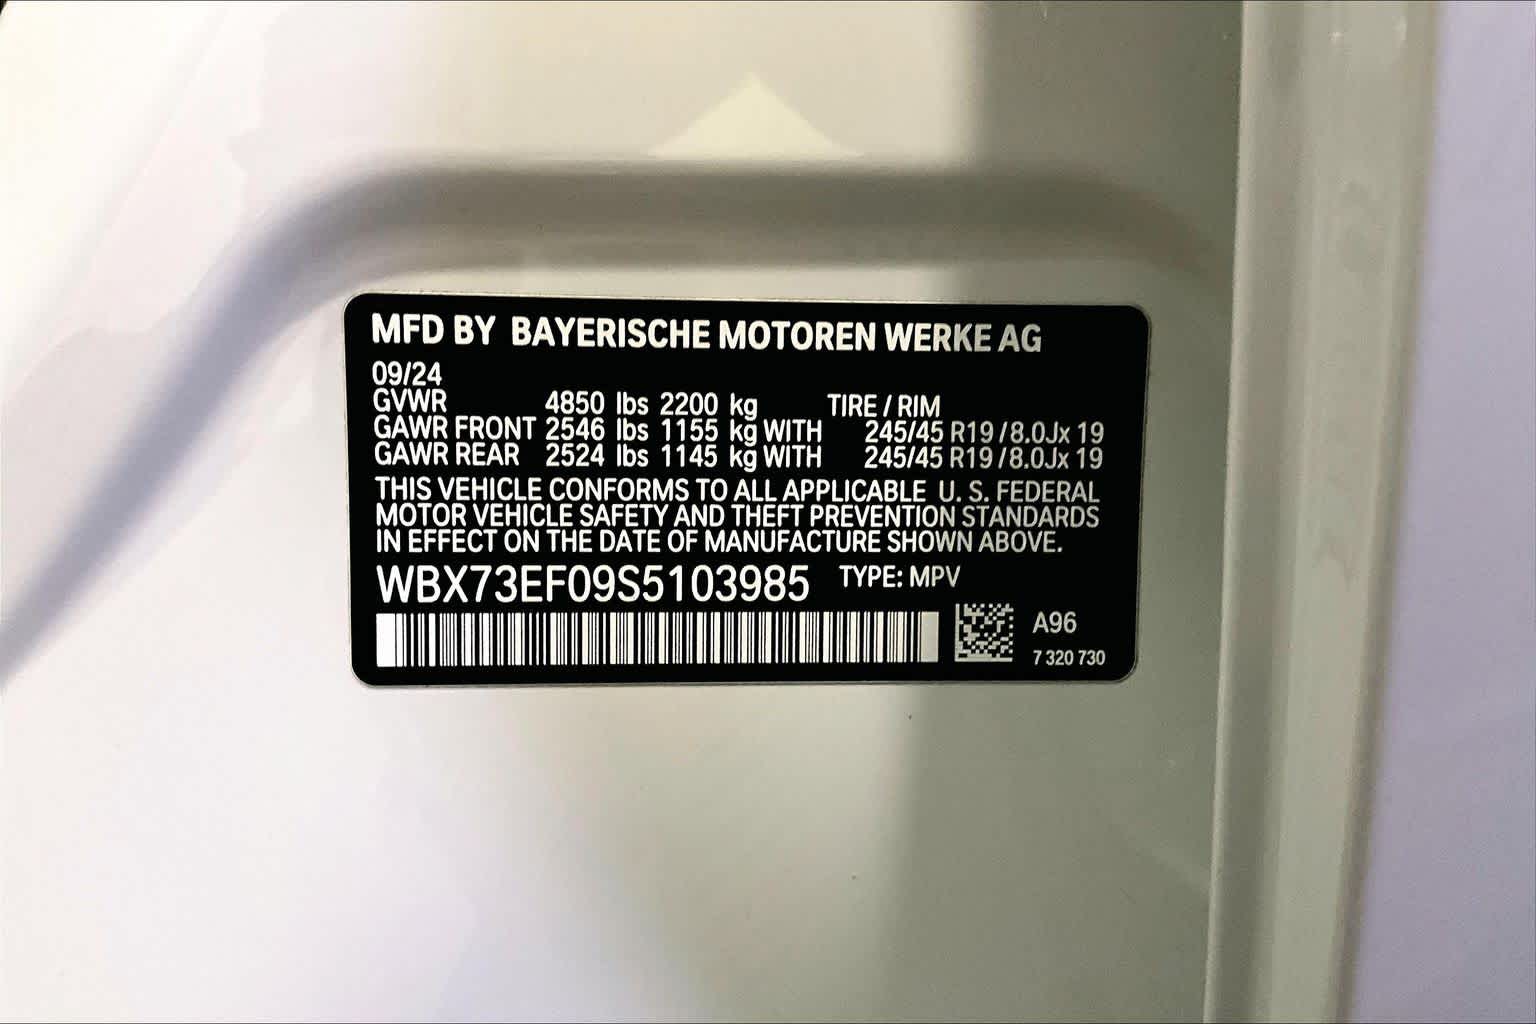 MFD BY BAYERISCHE MOTOREN WERKE AG
09/24
GVWR 4850 lbs 2200 kg TIRE / RIM
GAWR FRONT 2546 lbs 1155 kg WITH 245/45 R19 / 8.0Jx 19
GAWR REAR 2524 lbs 1145 kg WITH 245/45 R19 / 8.0Jx 19
THIS VEHICLE CONFORMS TO ALL APPLICABLE U. S. FEDERAL
MOTOR VEHICLE SAFETY AND THEFT PREVENTION STANDARDS
IN EFFECT ON THE DATE OF MANUFACTURE SHOWN ABOVE.
WBX73EF09S5103985 TYPE: MPV
A96
7 320 730